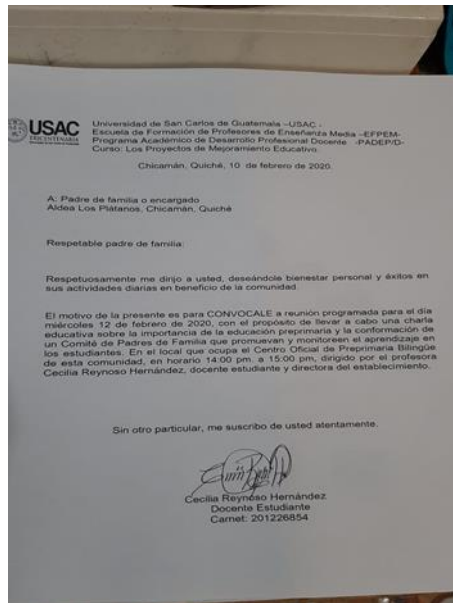 USAC
TRICENTENARIA
Universidad de San Carlos de Guatemala –USAC -
Escuela de Formación de Profesores de Enseñanza Media –EFPEM-
Programa Académico de Desarrollo Profesional Docente -PADEP/D-
Curso: Los Proyectos de Mejoramiento Educativo
Chicamán, Quiché, 10 de febrero de 2020.
A: Padre de familia o encargado
Aldea Los Plátanos, Chicamán, Quiché
Respetable padre de familia:
Respetuosamente me dirijo a usted, deseándole bienestar personal y éxitos en
sus actividades diarias en beneficio de la comunidad.
El motivo de la presente es para CONVOCALE a reunión programada para el día
miércoles 12 de febrero de 2020, con el propósito de llevar a cabo una charla
educativa sobre la importancia de la educación preprimaria y la conformación de
un Comité de Padres de Familia que promuevan y monitoreen el aprendizaje en
los estudiantes. En el local que ocupa el Centro Oficial de Preprimaria Bilingüe
de esta comunidad, en horario 14:00 pm. a 15:00 pm, dirigido por el profesora
Cecilia Reynoso Hernández, docente estudiante y directora del establecimiento.
Sin otro particular, me suscribo de usted atentamente.
Cecilia Reynoso Hernández
Docente Estudiante
Carnet: 201226854